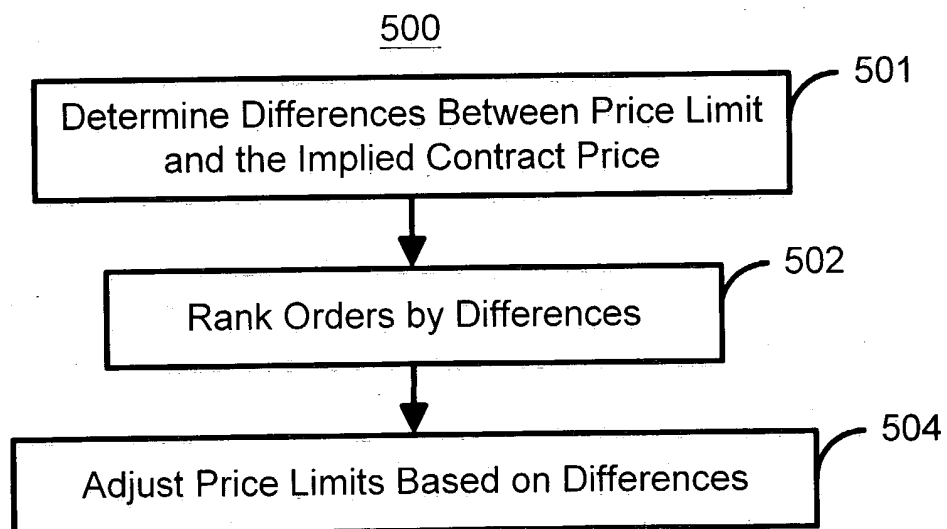 500
501
Determine Differences Between Price Limit
and the Implied Contract Price
502
Rank Orders by Differences
504
Adjust Price Limits Based on Differences